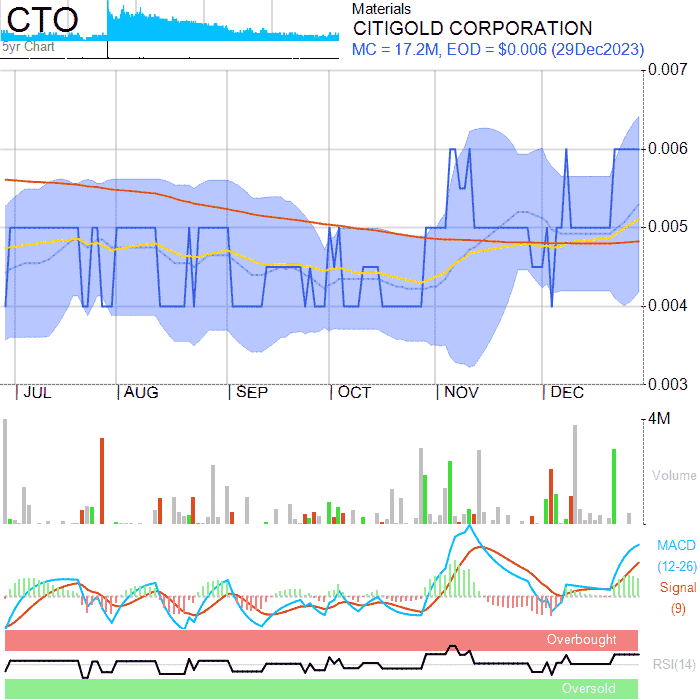 CTO
5yr Chart
Materials
CITIGOLD CORPORATION
MC = 17.2M, EOD = $0.006 (29Dec2023)
0.007
0.006
0.005
0.004
0.003
JUL AUG SEP OCT NOV DEC
4M
Volume
MACD
(12-26)
Signal
(9)
Overbought
RSI(14)
Oversold